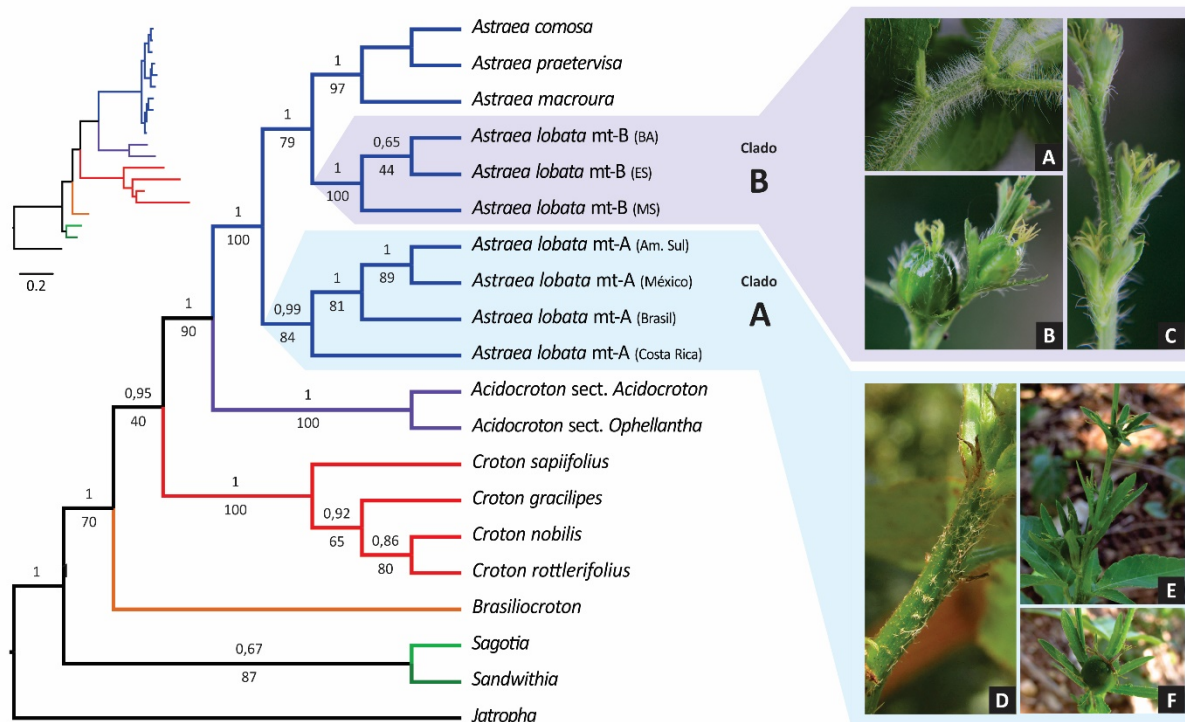 Astraea comosa
1
Astraea praetervisa
97
Astraea macroura
1
79
Astraea lobata mt-B (BA)
0,65
Astraea lobata mt-B (ES)
44
1
100
Astraea lobata mt-B (MS)
Clado
B
1
100
Astraea lobata mt-A (Am. Sul)
1
Astraea lobata mt-A (México)
89
1
81
Astraea lobata mt-A (Brasil)
0,99
84
Astraea lobata mt-A (Costa Rica)
Clado
A
1
90
Acidocroton sect. Acidocroton
1
100
Acidocroton sect. Ophellantha
0,95
40
Croton sapiifolius
1
100
Croton gracilipes
0,92
65
Croton nobilis
0,86
80
Croton rottlerifolius
1
70
Brasiliocroton
1
Sagotia
0,67
87
Sandwithia
Jatropha
0.2
A
B
C
D
E
F